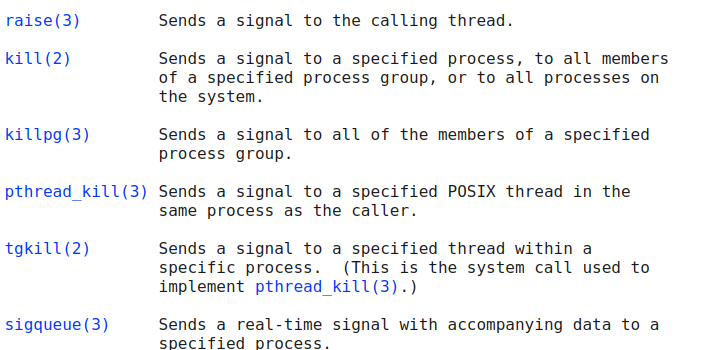 raise(3) Sends a signal to the calling thread.
kill(2) Sends a signal to a specified process, to all members
of a specified process group, or to all processes on
the system.
killpg(3) Sends a signal to all of the members of a specified
process group.
pthread_kill(3) Sends a signal to a specified POSIX thread in the
same process as the caller.
tgkill(2) Sends a signal to a specified thread within a
specific process.  (This is the system call used to
implement pthread_kill(3).)
sigqueue(3) Sends a real-time signal with accompanying data to a
specified process.